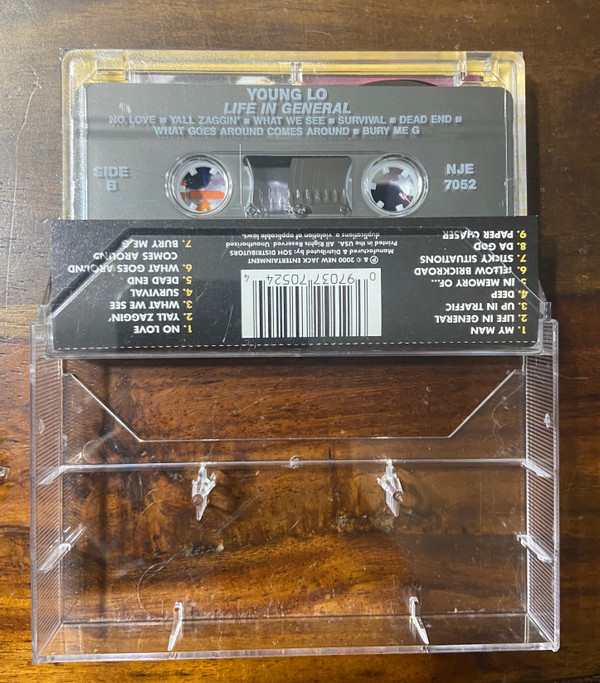 YOUNG LO
LIFE IN GENERAL
NO LOVE ■ YALL ZAGGIN' ■ WHAT WE SEE ■ SURVIVAL ■ DEAD END ■
WHAT GOES AROUND COMES AROUND ■ BURY ME G
SIDE
B
NJE
7052
1. MY MAN
2. LIFE IN GENERAL
3. UP IN TRAFFIC
4. DEEP
5. IN MEMORY OF...
6. YELLOW BRICKROAD
7. STICKY SITUATIONS
8. DA GOD
9. PAPER CHASER
0 97037 70524 4
℗ & © 2000 JACK ENTERTAINMENT
Manufactured & Distributed by: SOH DISTRIBUTORS
Printed in the USA. All Rights Reserved. Unauthorized
duplications a violation of applicable laws.
1. NO LOVE
2. YALL ZAGGIN'
3. WHAT WE SEE
4. SURVIVAL
5. DEAD END
6. WHAT GOES AROUND
COMES AROUND
7. BURY ME G